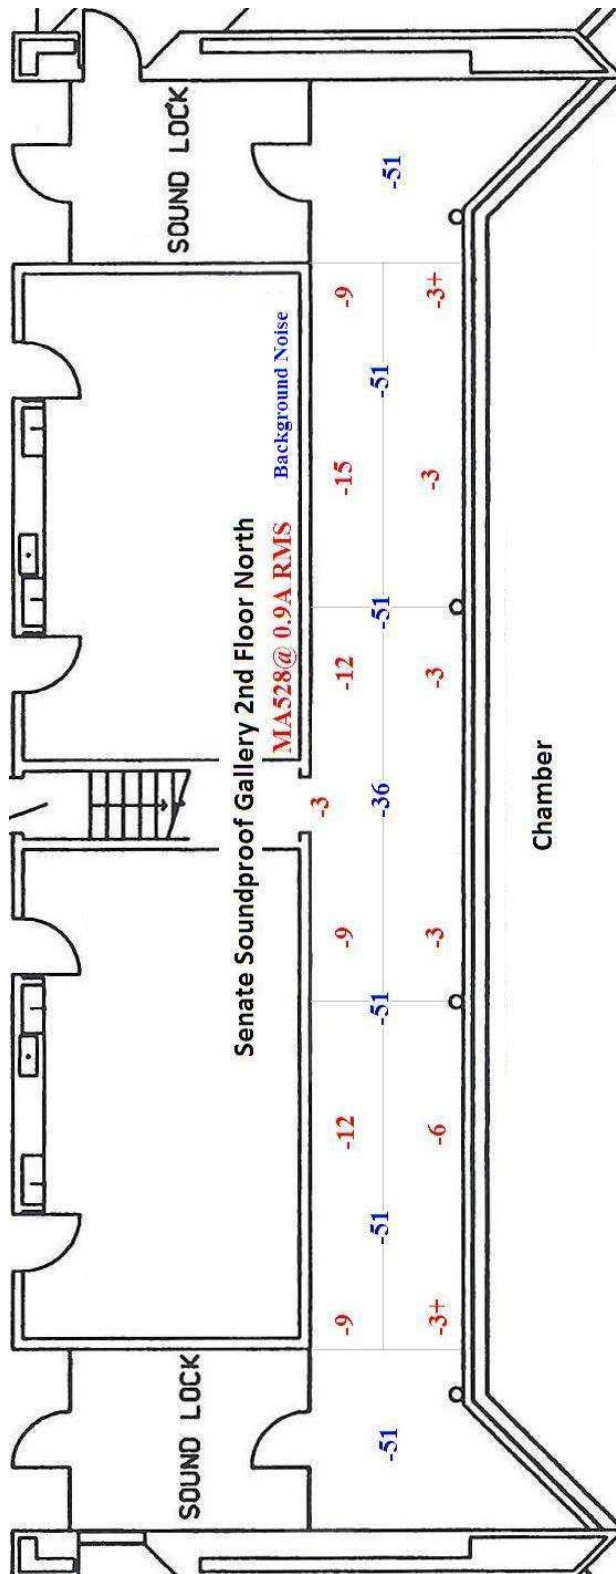 SOUND LOCK SOUND LOCK
Senate Soundproof Gallery 2nd Floor North
MA528@ 0.9A RMS Background Noise
-3
-9 -12 -9 -12 -15 -9
-51 -51 -51 -36 -51 -51 -51
-3+ -6 -3 -3 -3 -3+
Chamber